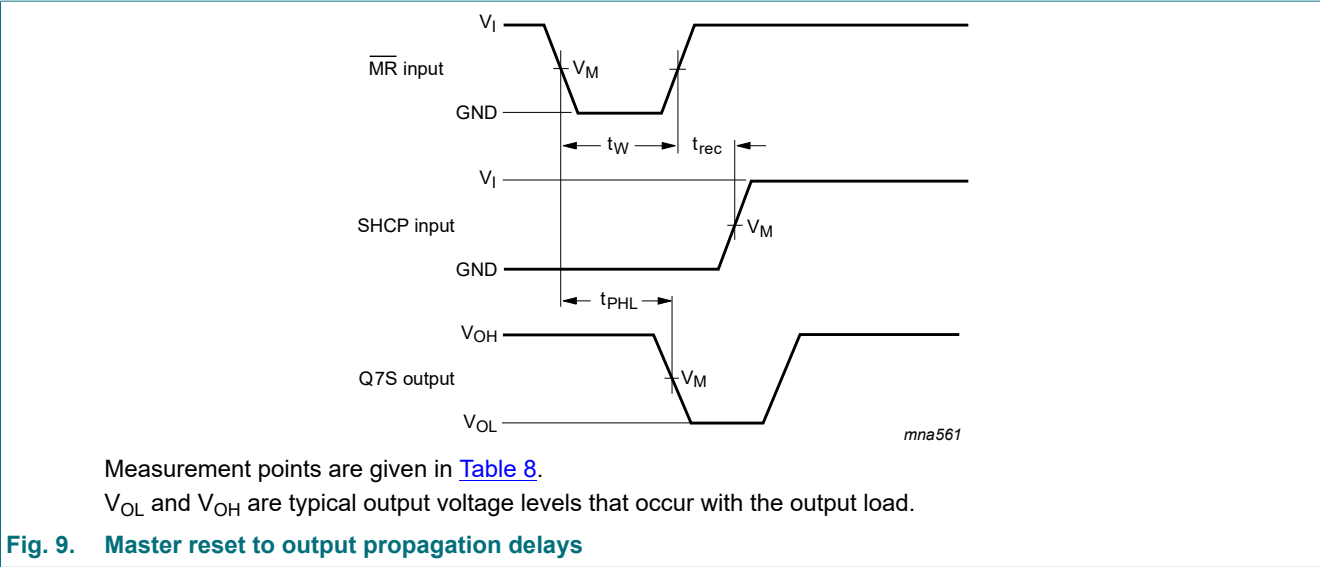 V_I
M̅R̅ input
V_M
GND
t_W
t_rec
V_I
SHCP input
V_M
GND
t_PHL
V_OH
Q7S output
V_M
V_OL
mna561
Measurement points are given in Table 8.
V_OL and V_OH are typical output voltage levels that occur with the output load.
Fig. 9. Master reset to output propagation delays